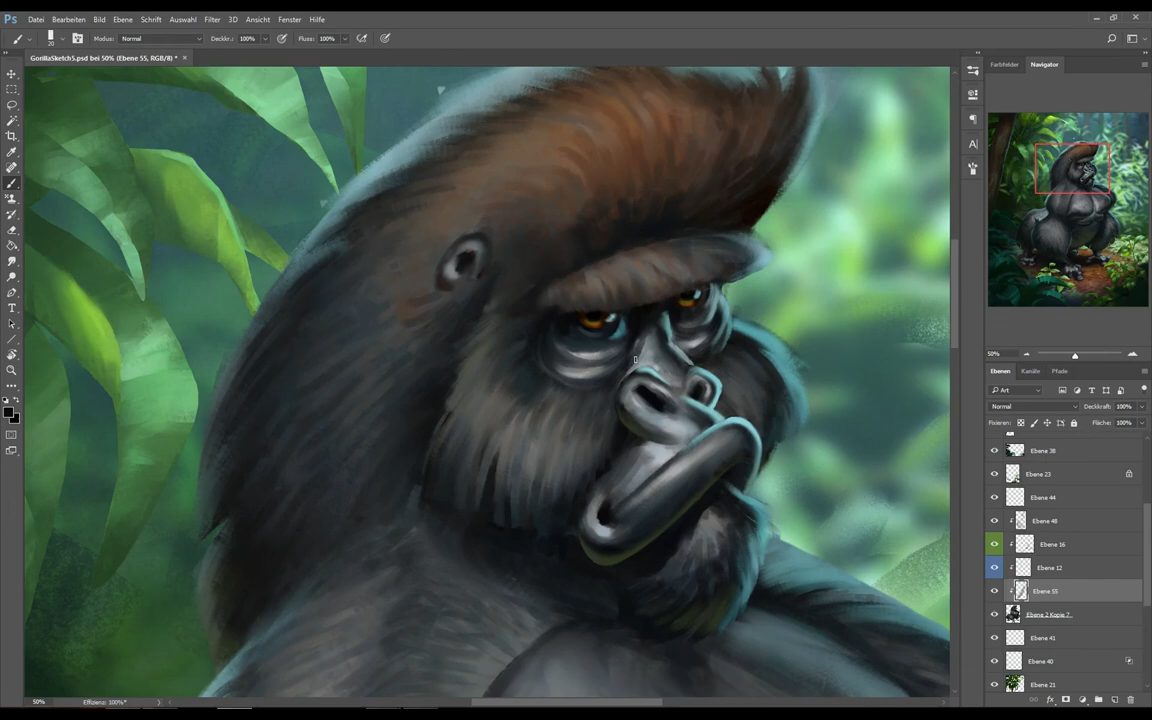 Ps Datei Bearbeiten Bild Ebene Schrift Auswahl Filter 3D Ansicht Fenster Hilfe
20 Modus: Normal Deckkr.: 100% Fluss: 100%
GorillaSketch5.psd bei 50% (Ebene 55, RGB/8) *
Farbfelder Navigator
50%
Ebenen Kanäle Pfade
Art
Normal Deckkraft: 100%
Fixieren: Fläche: 100%
Ebene 38
Ebene 23
Ebene 44
Ebene 48
Ebene 16
Ebene 12
Ebene 55
Ebene 2 Kopie 7
Ebene 41
Ebene 40
Ebene 21
50% Effizienz: 100%*